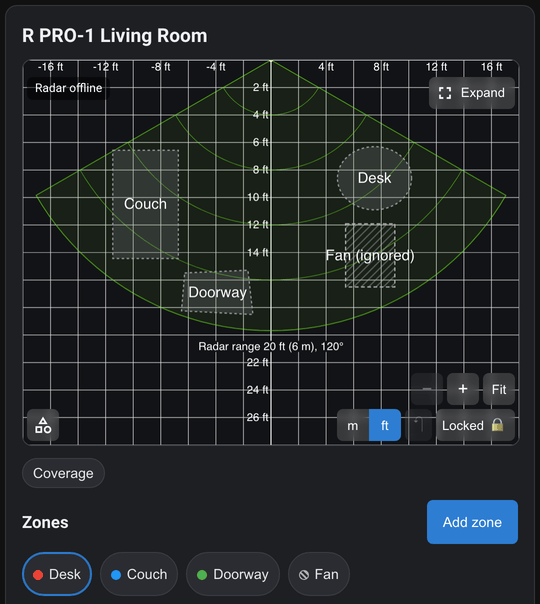 R PRO-1 Living Room
-16 ft -12 ft -8 ft -4 ft 4 ft 8 ft 12 ft 16 ft
Radar offline
2 ft
Expand
4 ft
6 ft
8 ft
Desk
10 ft
Couch
12 ft
14 ft
Fan (ignored)
Doorway
Radar range 20 ft (6 m), 120°
22 ft
24 ft
− + Fit
26 ft
m ft Locked
Coverage
Zones
Add zone
Desk Couch Doorway Fan